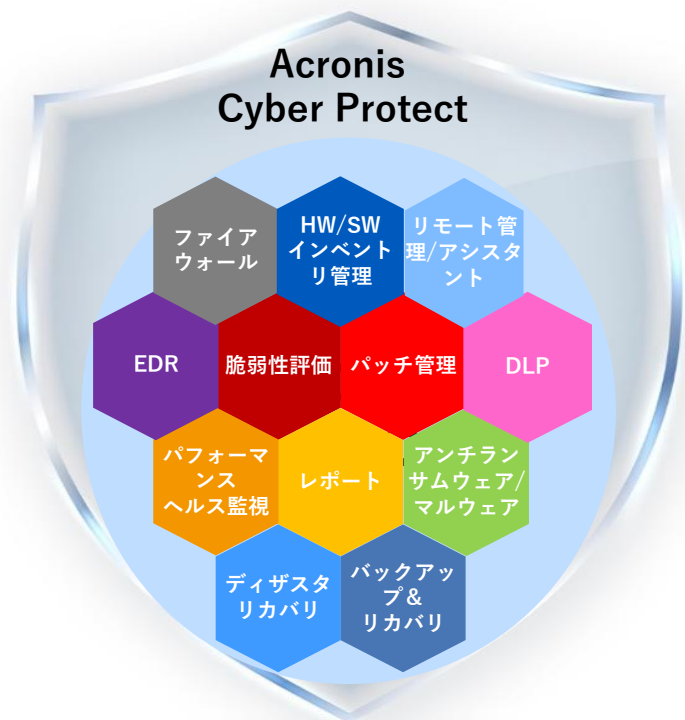 Acronis
Cyber Protect
ファイア
ウォール
HW/SW
インベント
リ管理
リモート管
理/アシスタ
ント
EDR
脆弱性評価
パッチ管理
DLP
パフォーマ
ンス
ヘルス監視
レポート
アンチラン
サムウェア/
マルウェア
ディザスタ
リカバリ
バックアッ
プ＆
リカバリ